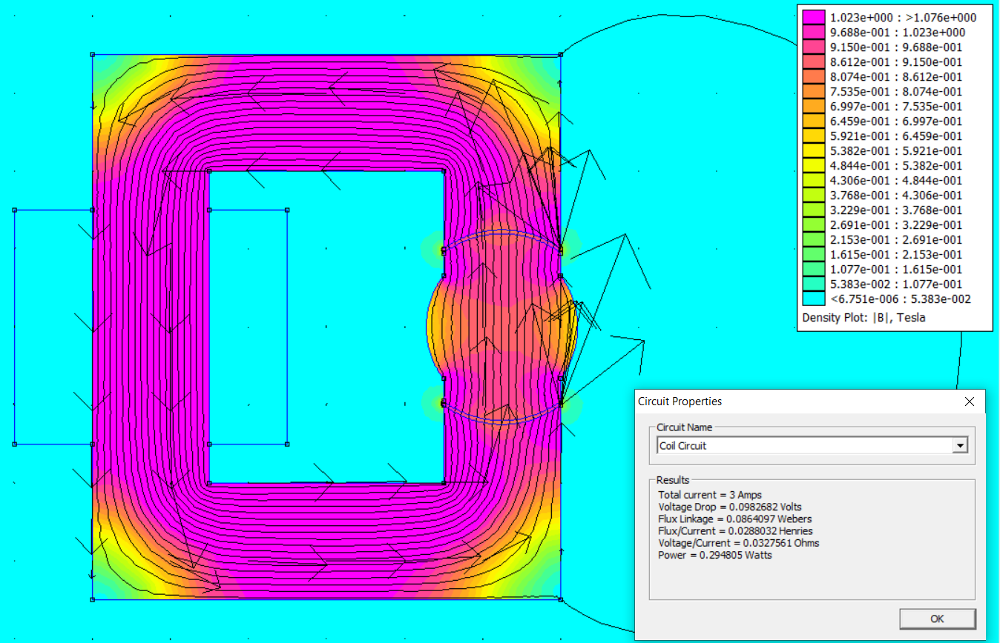 1.023e+000 : >1.076e+000
9.688e-001 : 1.023e+000
9.150e-001 : 9.688e-001
8.612e-001 : 9.150e-001
8.074e-001 : 8.612e-001
7.535e-001 : 8.074e-001
6.997e-001 : 7.535e-001
6.459e-001 : 6.997e-001
5.921e-001 : 6.459e-001
5.382e-001 : 5.921e-001
4.844e-001 : 5.382e-001
4.306e-001 : 4.844e-001
3.768e-001 : 4.306e-001
3.229e-001 : 3.768e-001
2.691e-001 : 3.229e-001
2.153e-001 : 2.691e-001
1.615e-001 : 2.153e-001
1.077e-001 : 1.615e-001
5.383e-002 : 1.077e-001
<6.751e-006 : 5.383e-002
Density Plot: |B|, Tesla
Circuit Properties
Circuit Name
Coil Circuit
Results
Total current = 3 Amps
Voltage Drop = 0.0982682 Volts
Flux Linkage = 0.0864097 Webers
Flux/Current = 0.0288032 Henries
Voltage/Current = 0.0327561 Ohms
Power = 0.294805 Watts
OK